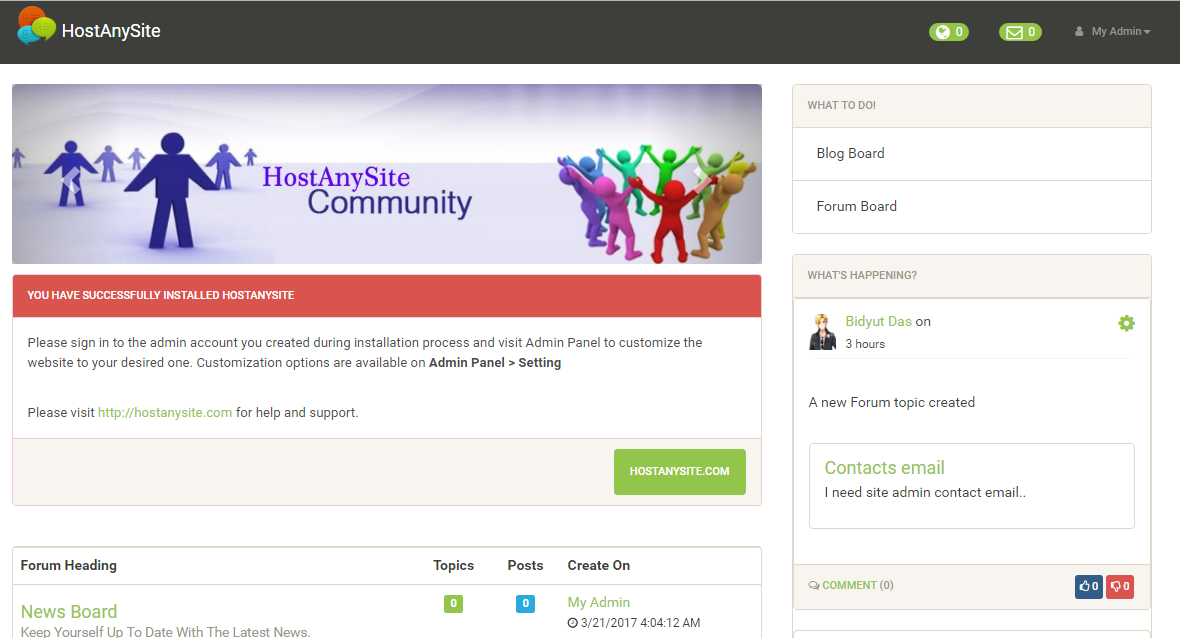 HostAnySite
0
0
My Admin
HostAnySite
Community
YOU HAVE SUCCESSFULLY INSTALLED HOSTANYSITE
Please sign in to the admin account you created during installation process and visit Admin Panel to customize the
website to your desired one. Customization options are available on Admin Panel > Setting
Please visit http://hostanysite.com for help and support.
HOSTANYSITE.COM
Forum Heading Topics Posts Create On
News Board 0 0 My Admin
Keep Yourself Up To Date With The Latest News. 3/21/2017 4:04:12 AM
WHAT TO DO!
Blog Board
Forum Board
WHAT'S HAPPENING?
Bidyut Das on
3 hours
A new Forum topic created
Contacts email
I need site admin contact email..
COMMENT (0) 0 0